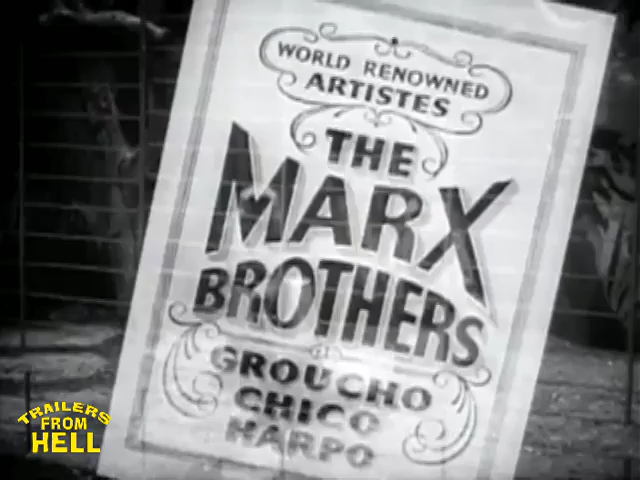 WORLD RENOWNED
ARTISTES
THE
MARX
BROTHERS
GROUCHO
CHICO
HARPO
TRAILERS
FROM
HELL